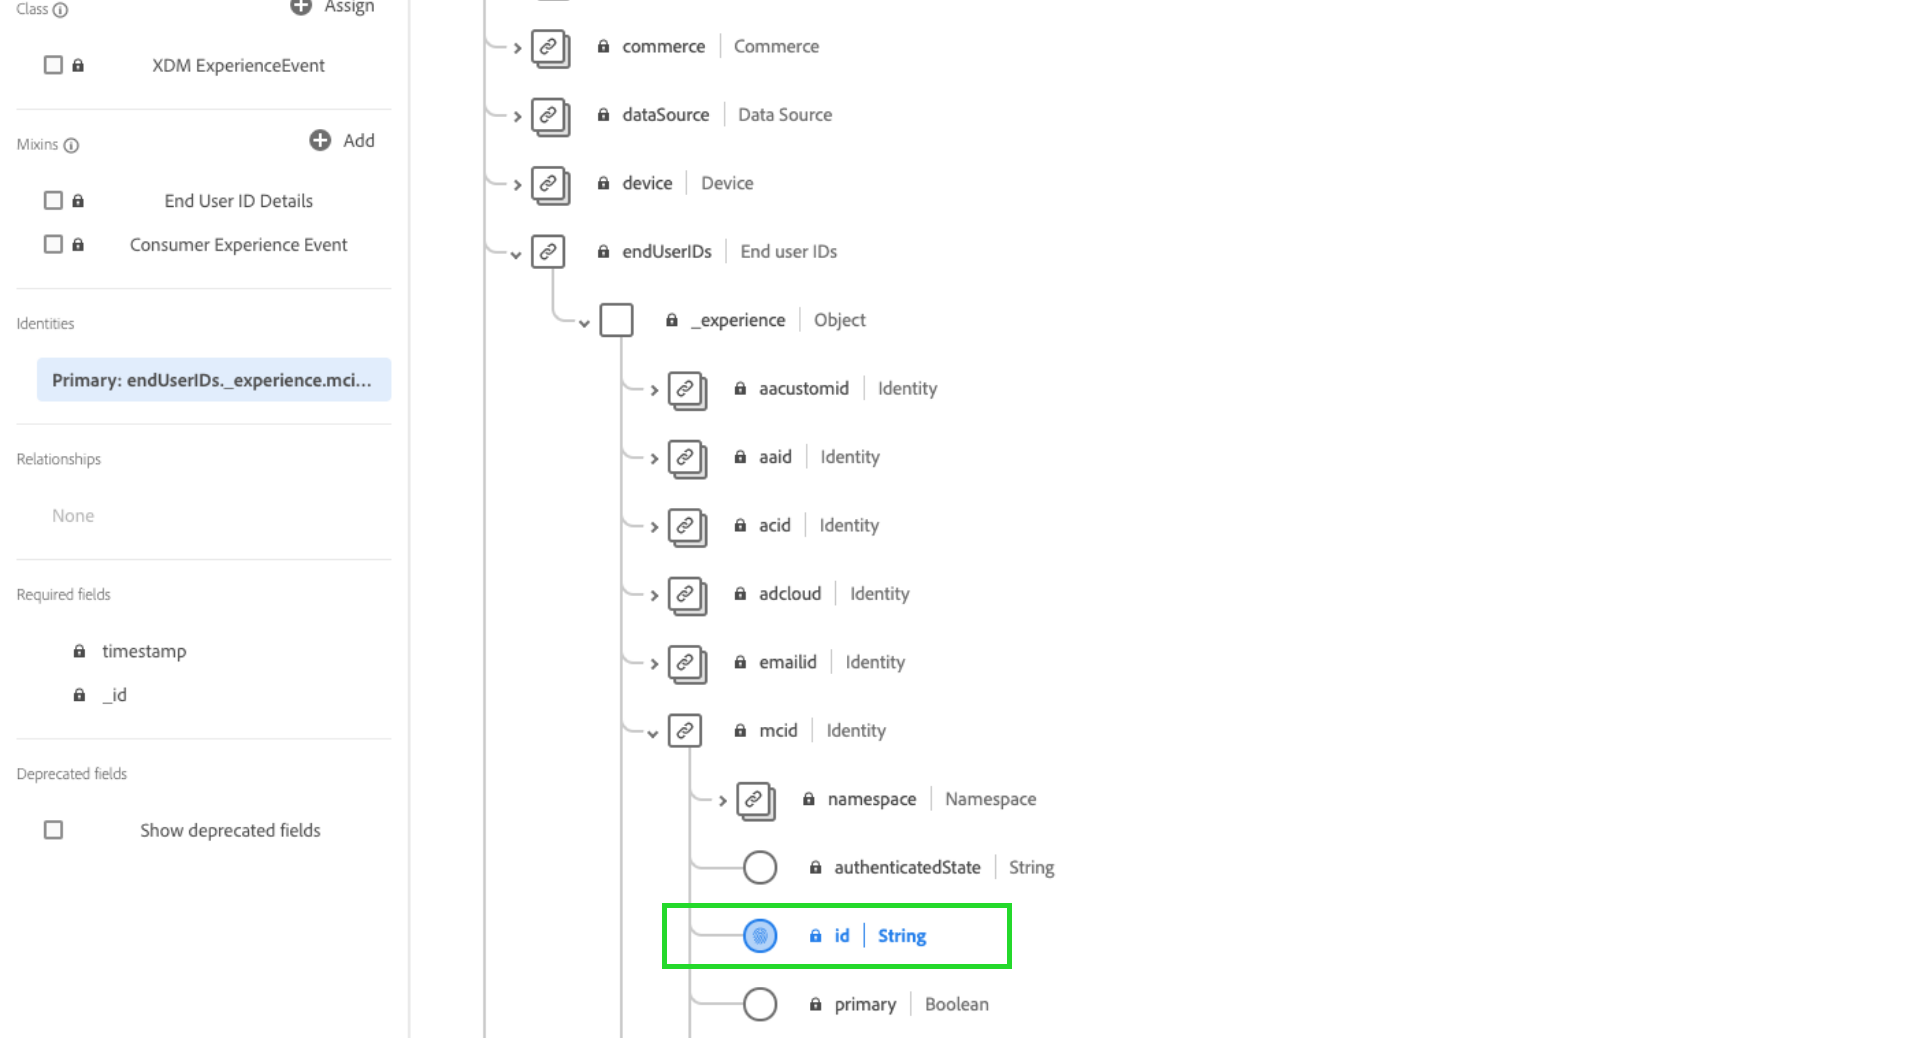 Class
Assign
XDM ExperienceEvent
Mixins
Add
End User ID Details
Consumer Experience Event
Identities
Primary: endUserIDs._experience.mci...
Relationships
None
Required fields
timestamp
_id
Deprecated fields
Show deprecated fields
commerce | Commerce
dataSource | Data Source
device | Device
endUserIDs | End user IDs
_experience | Object
aacustomid | Identity
aaid | Identity
acid | Identity
adcloud | Identity
emailid | Identity
mcid | Identity
namespace | Namespace
authenticatedState | String
id | String
primary | Boolean